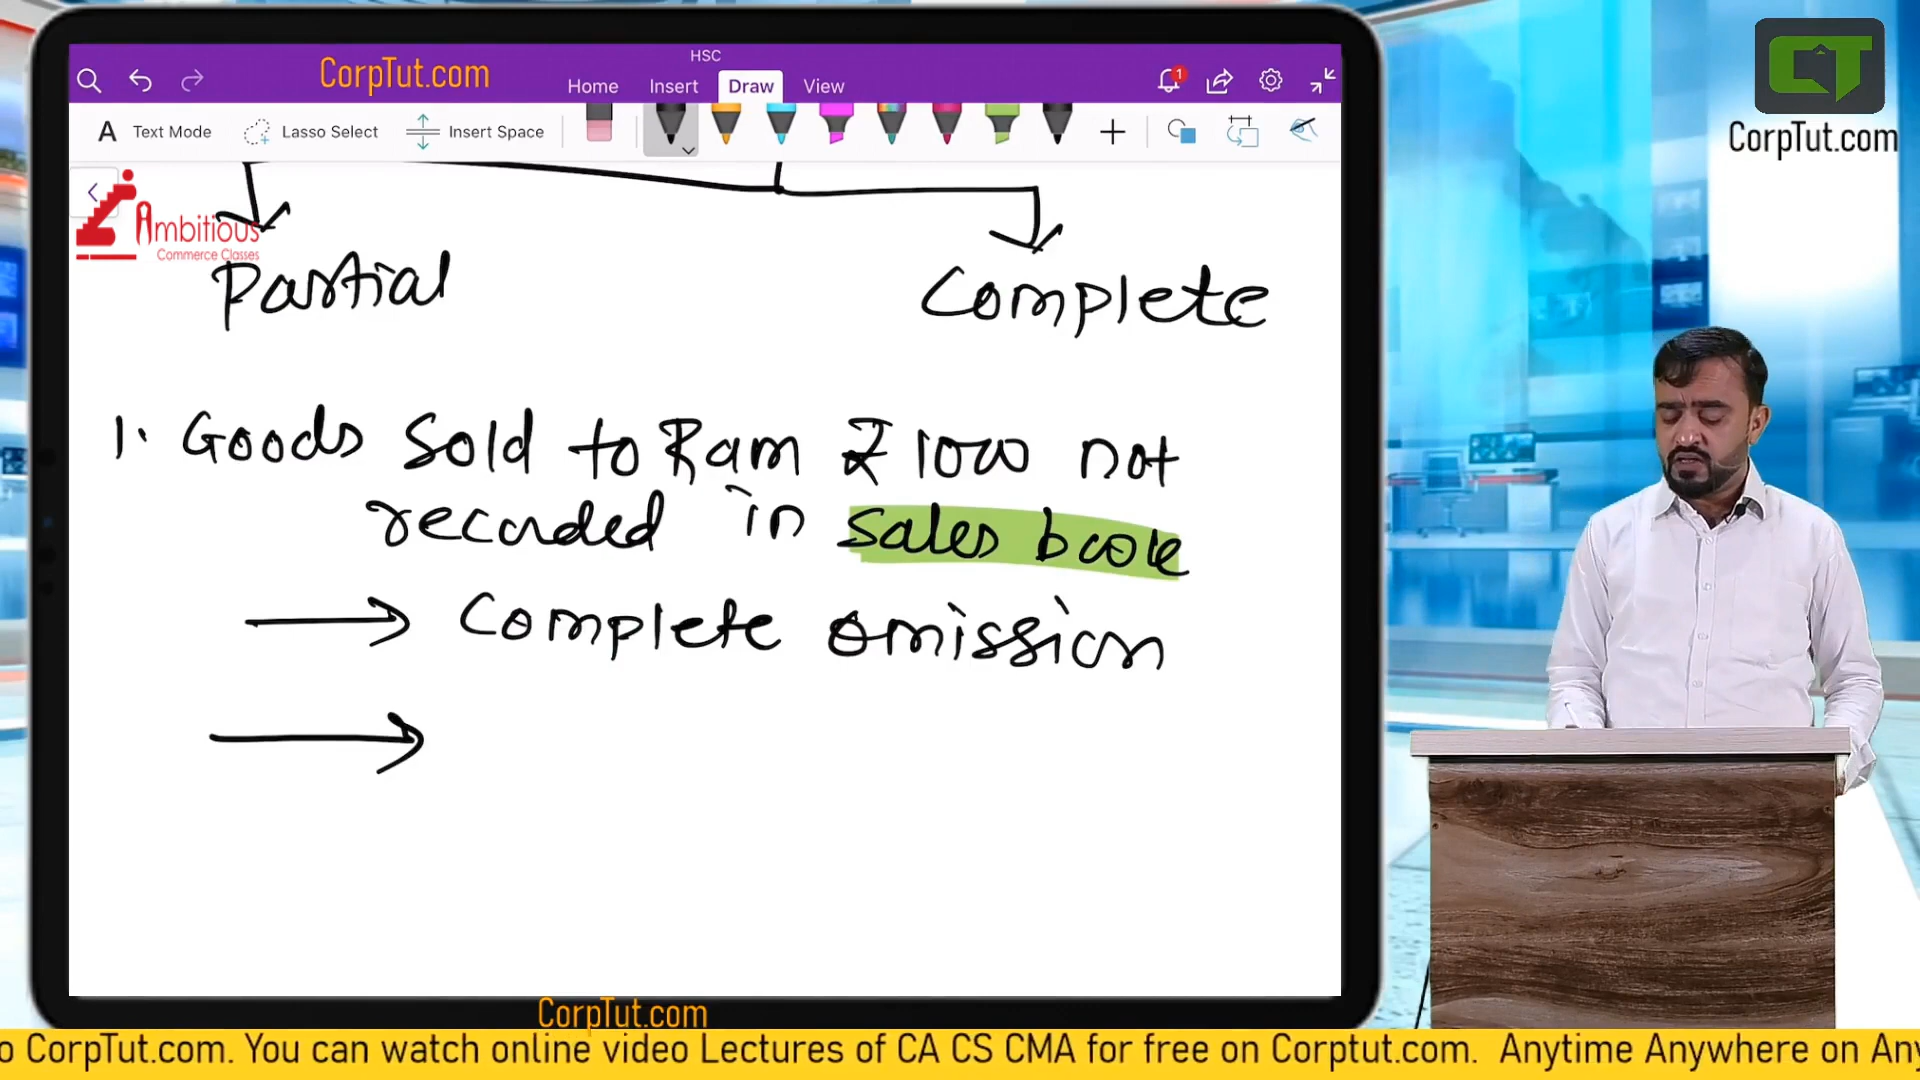 HSC
CorpTut.com
Home Insert Draw View
1
A Text Mode Lasso Select Insert Space
CT
CorpTut.com
Ambitious
Commerce Classes
Partial
Complete
1. Goods Sold to Ram ₹ 1000 not
recorded in sales book
→ Complete omission
→
CorpTut.com
o CorpTut.com. You can watch online video Lectures of CA CS CMA for free on Corptut.com. Anytime Anywhere on Any